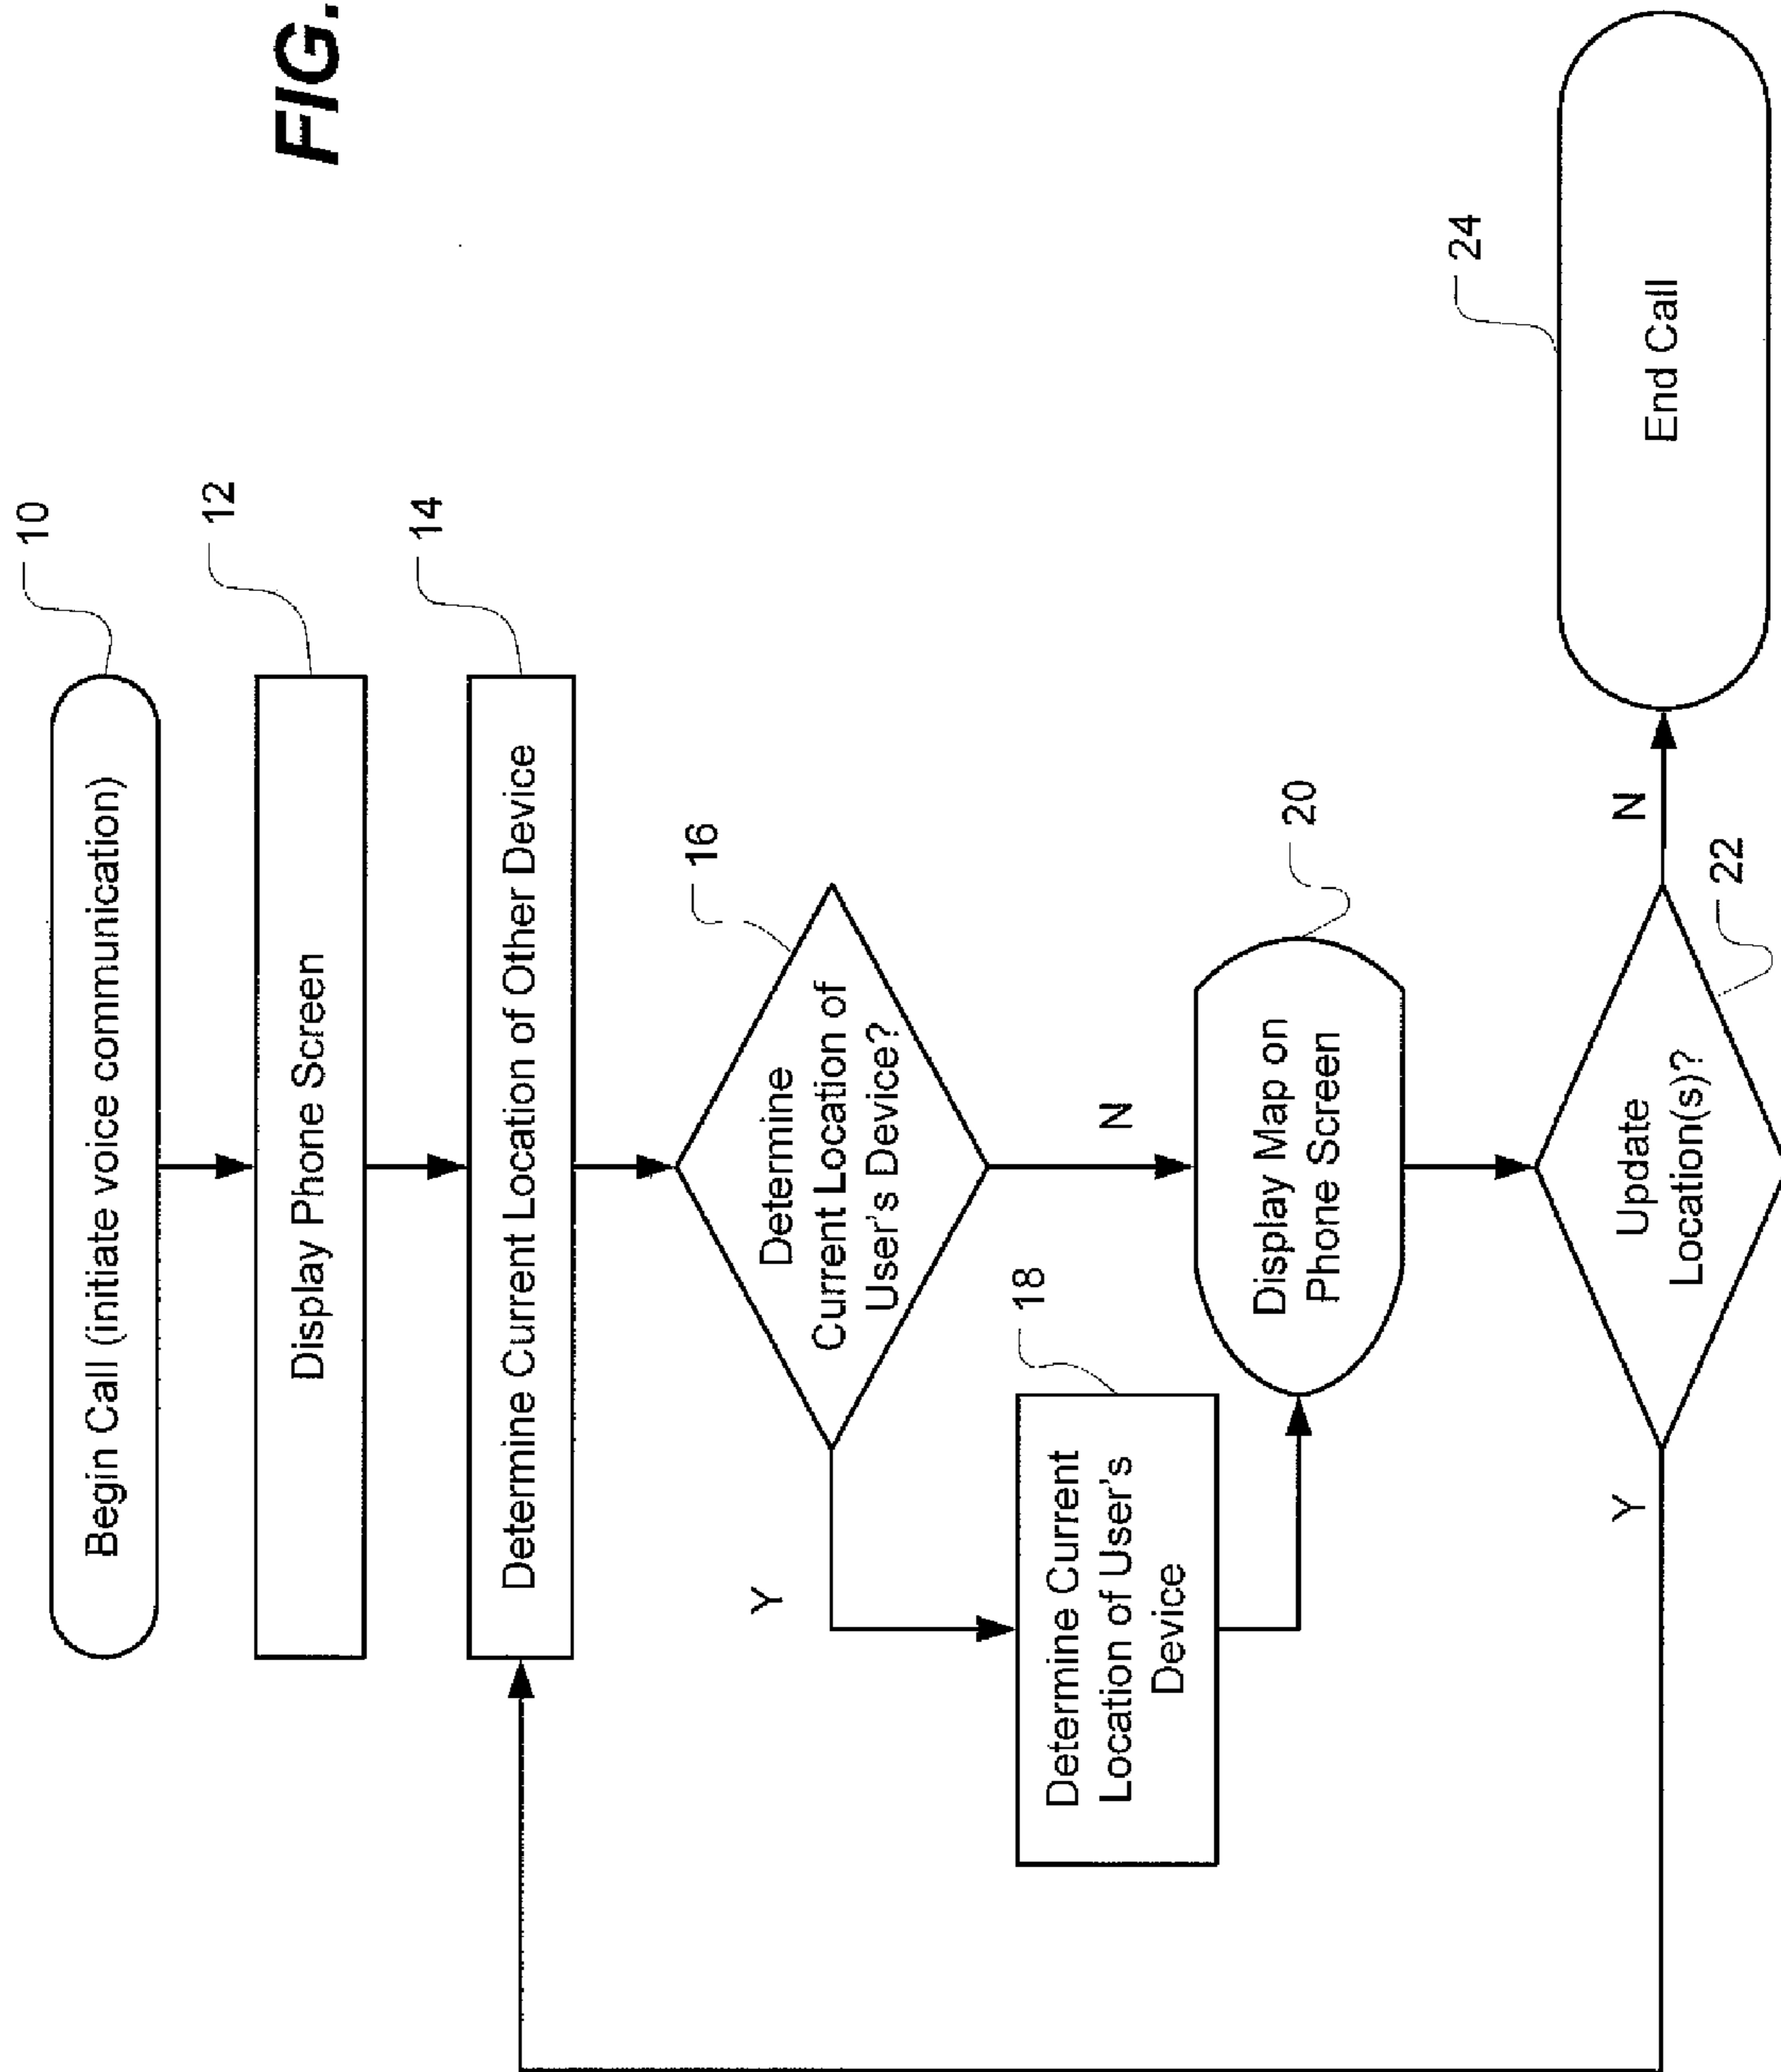 FIG.
10
Begin Call (initiate voice communication)
12
Display Phone Screen
14
Determine Current Location of Other Device
16
Determine
Current Location of
User's Device?
Y
N
18
Determine Current
Location of User's
Device
20
Display Map on
Phone Screen
22
Update
Location(s)?
Y
N
24
End Call